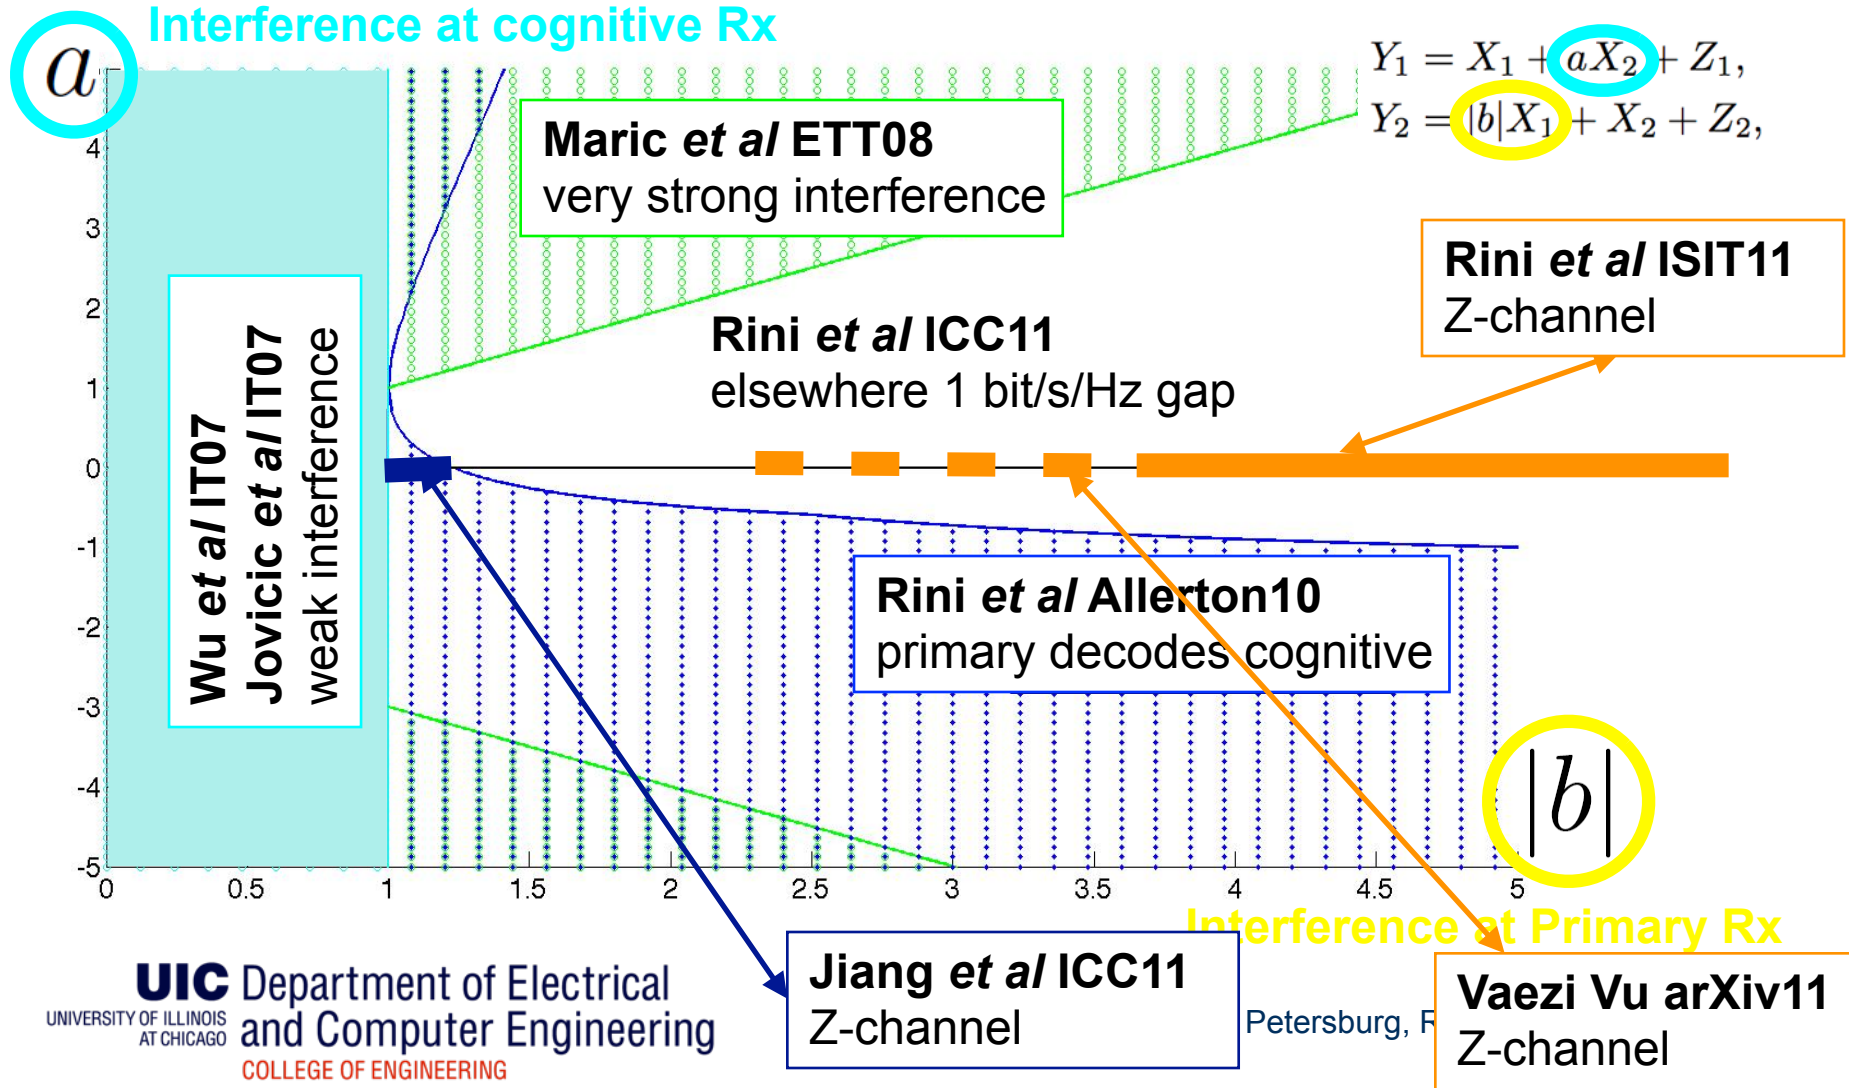 Interference at cognitive Rx
a
Y₁ = X₁ + aX₂ + Z₁,
Y₂ = |b|X₁ + X₂ + Z₂,
Maric et al ETT08
very strong interference
Rini et al ISIT11
Z-channel
Rini et al ICC11
elsewhere 1 bit/s/Hz gap
Wu et al IT07
Jovicic et al IT07
weak interference
Rini et al Allerton10
primary decodes cognitive
4
3
2
1
0
-1
-2
-3
-4
-5
0 0.5 1 1.5 2 2.5 3 3.5 4 4.5 5
|b|
Interference at Primary Rx
Jiang et al ICC11
Z-channel
Vaezi Vu arXiv11
Z-channel
Petersburg, R
UIC Department of Electrical
UNIVERSITY OF ILLINOIS
AT CHICAGO
and Computer Engineering
COLLEGE OF ENGINEERING